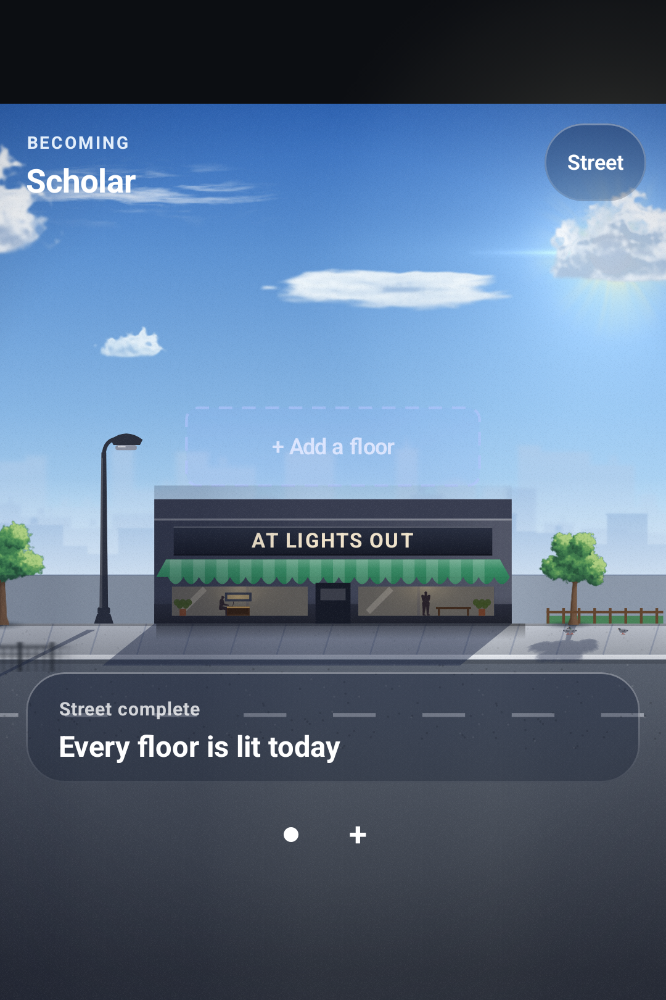 BECOMING
Scholar
Street
+ Add a floor
AT LIGHTS OUT
Street complete
Every floor is lit today
+